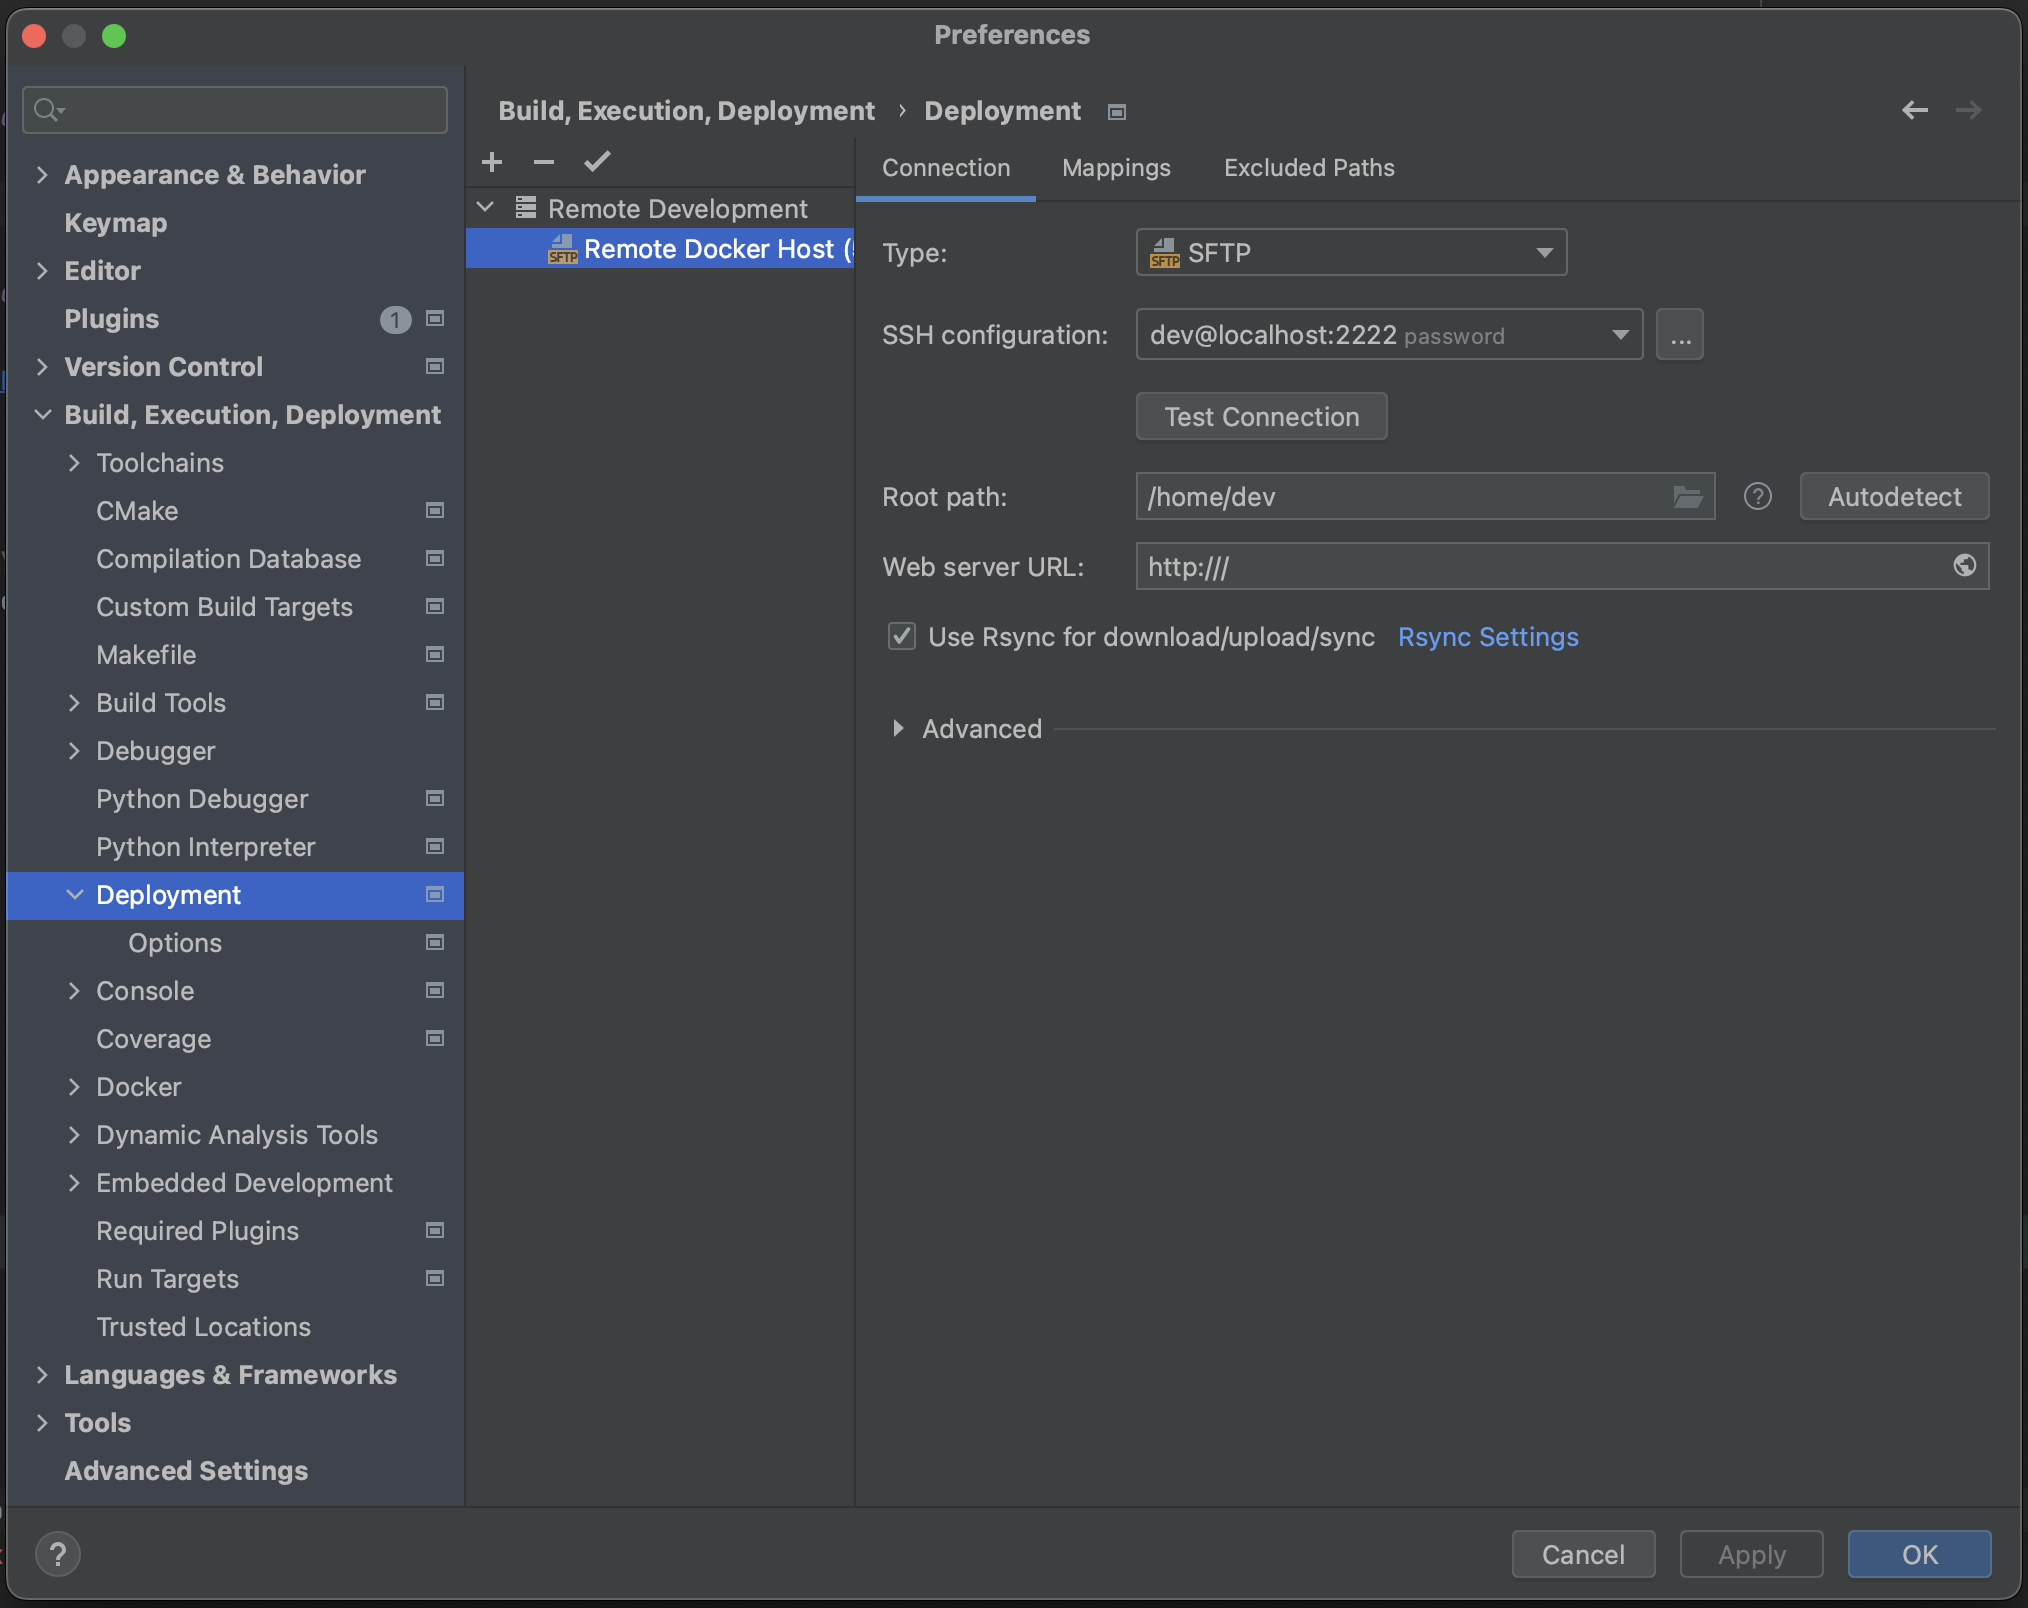 Preferences
Build, Execution, Deployment › Deployment
Appearance & Behavior
Keymap
Editor
Plugins 1
Version Control
Build, Execution, Deployment
Toolchains
CMake
Compilation Database
Custom Build Targets
Makefile
Build Tools
Debugger
Python Debugger
Python Interpreter
Deployment
Options
Console
Coverage
Docker
Dynamic Analysis Tools
Embedded Development
Required Plugins
Run Targets
Trusted Locations
Languages & Frameworks
Tools
Advanced Settings
Remote Development
SFTP Remote Docker Host
Connection Mappings Excluded Paths
Type: SFTP SFTP
SSH configuration: dev@localhost:2222 password ...
Test Connection
Root path: /home/dev ? Autodetect
Web server URL: http:///
Use Rsync for download/upload/sync Rsync Settings
Advanced
? Cancel Apply OK